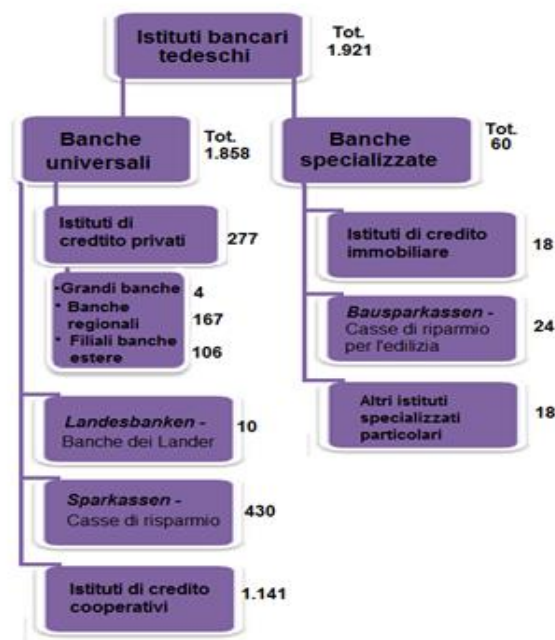 Istituti bancari
tedeschi
Tot.
1.921
Banche
universali
Tot.
1.858
Istituti di
credtito privati
277
•Grandi banche
4
• Banche
regionali
167
• Filiali banche
estere
106
Landesbanken -
Banche dei Lander
10
Sparkassen -
Casse di risparmio
430
Istituti di credito
cooperativi
1.141
Banche
specializzate
Tot.
60
Istituti di credito
immobiliare
18
Bausparkassen -
Casse di riparmio
per l'edilizia
24
Altri istituti
specializzati
particolari
18